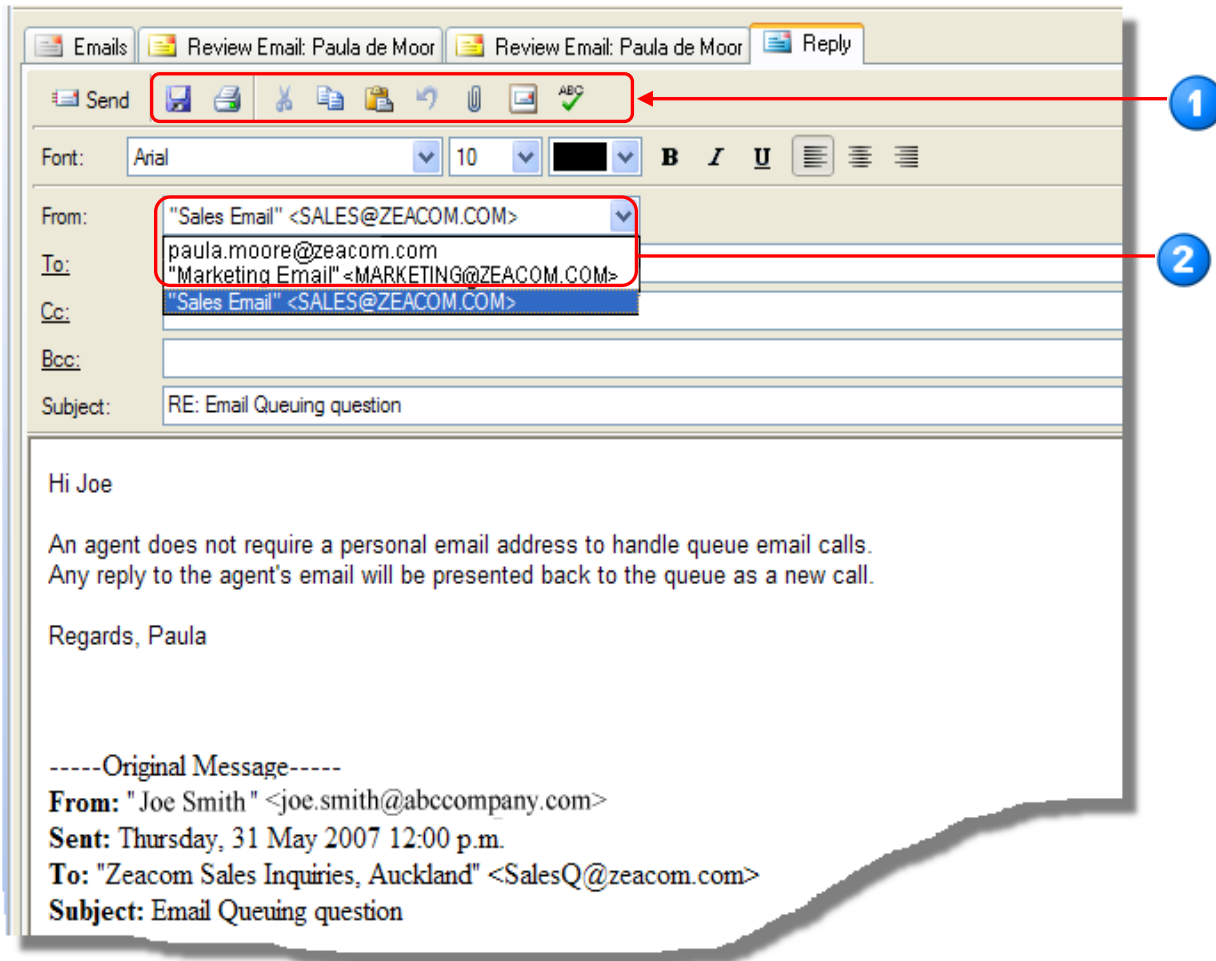 Emails Review Email: Paula de Moor Review Email: Paula de Moor Reply
Send ABC
1
Font: Arial 10 B I U
From: "Sales Email" <SALES@ZEACOM.COM>
paula.moore@zeacom.com
To:
"Marketing Email" <MARKETING@ZEACOM.COM>
2
"Sales Email" <SALES@ZEACOM.COM>
Cc:
Bcc:
Subject: RE: Email Queuing question
Hi Joe
An agent does not require a personal email address to handle queue email calls.
Any reply to the agent's email will be presented back to the queue as a new call.
Regards, Paula
-----Original Message-----
From: "Joe Smith" <joe.smith@abccompany.com>
Sent: Thursday, 31 May 2007 12:00 p.m.
To: "Zeacom Sales Inquiries, Auckland" <SalesQ@zeacom.com>
Subject: Email Queuing question